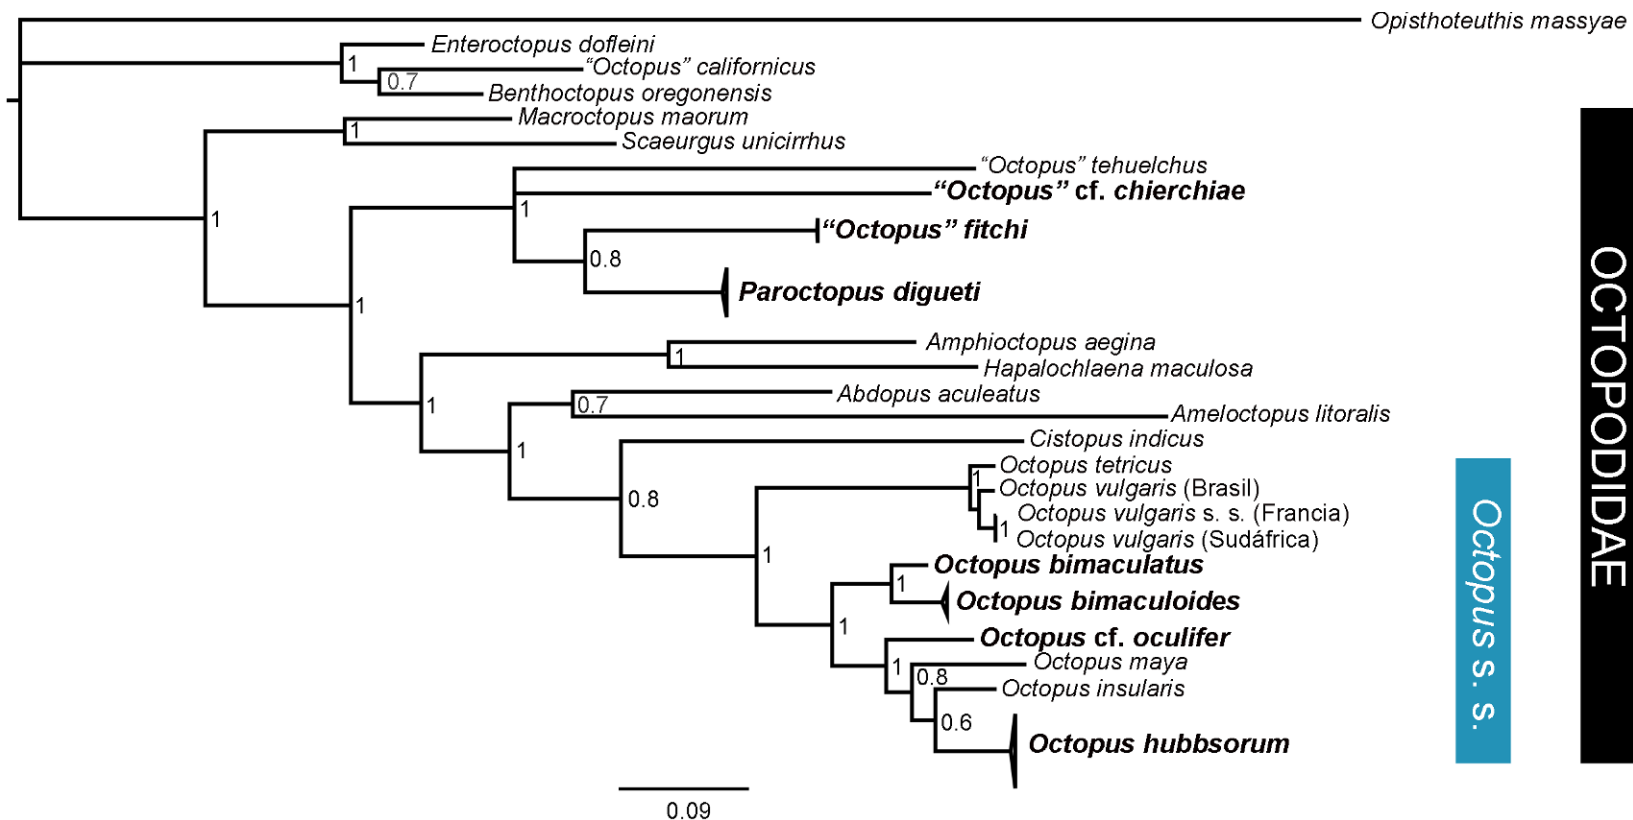 Opisthoteuthis massyae
Enteroctopus dofleini
1
"Octopus" californicus
0.7
Benthoctopus oregonensis
Macroctopus maorum
1
Scaeurgus unicirrhus
"Octopus" tehuelchus
"Octopus" cf. chierchiae
1
1
"Octopus" fitchi
0.8
Paroctopus digueti
1
Amphioctopus aegina
1
Hapalochlaena maculosa
Abdopus aculeatus
0.7
1
Ameloctopus litoralis
Cistopus indicus
1
Octopus tetricus
1
Octopus vulgaris (Brasil)
0.8
Octopus vulgaris s. s. (Francia)
1
Octopus vulgaris (Sudáfrica)
1
Octopus bimaculatus
1
Octopus bimaculoides
1
Octopus cf. oculifer
1
Octopus maya
0.8
Octopus insularis
0.6
Octopus hubbsorum
0.09
Octopus s. s.
OCTOPODIDAE